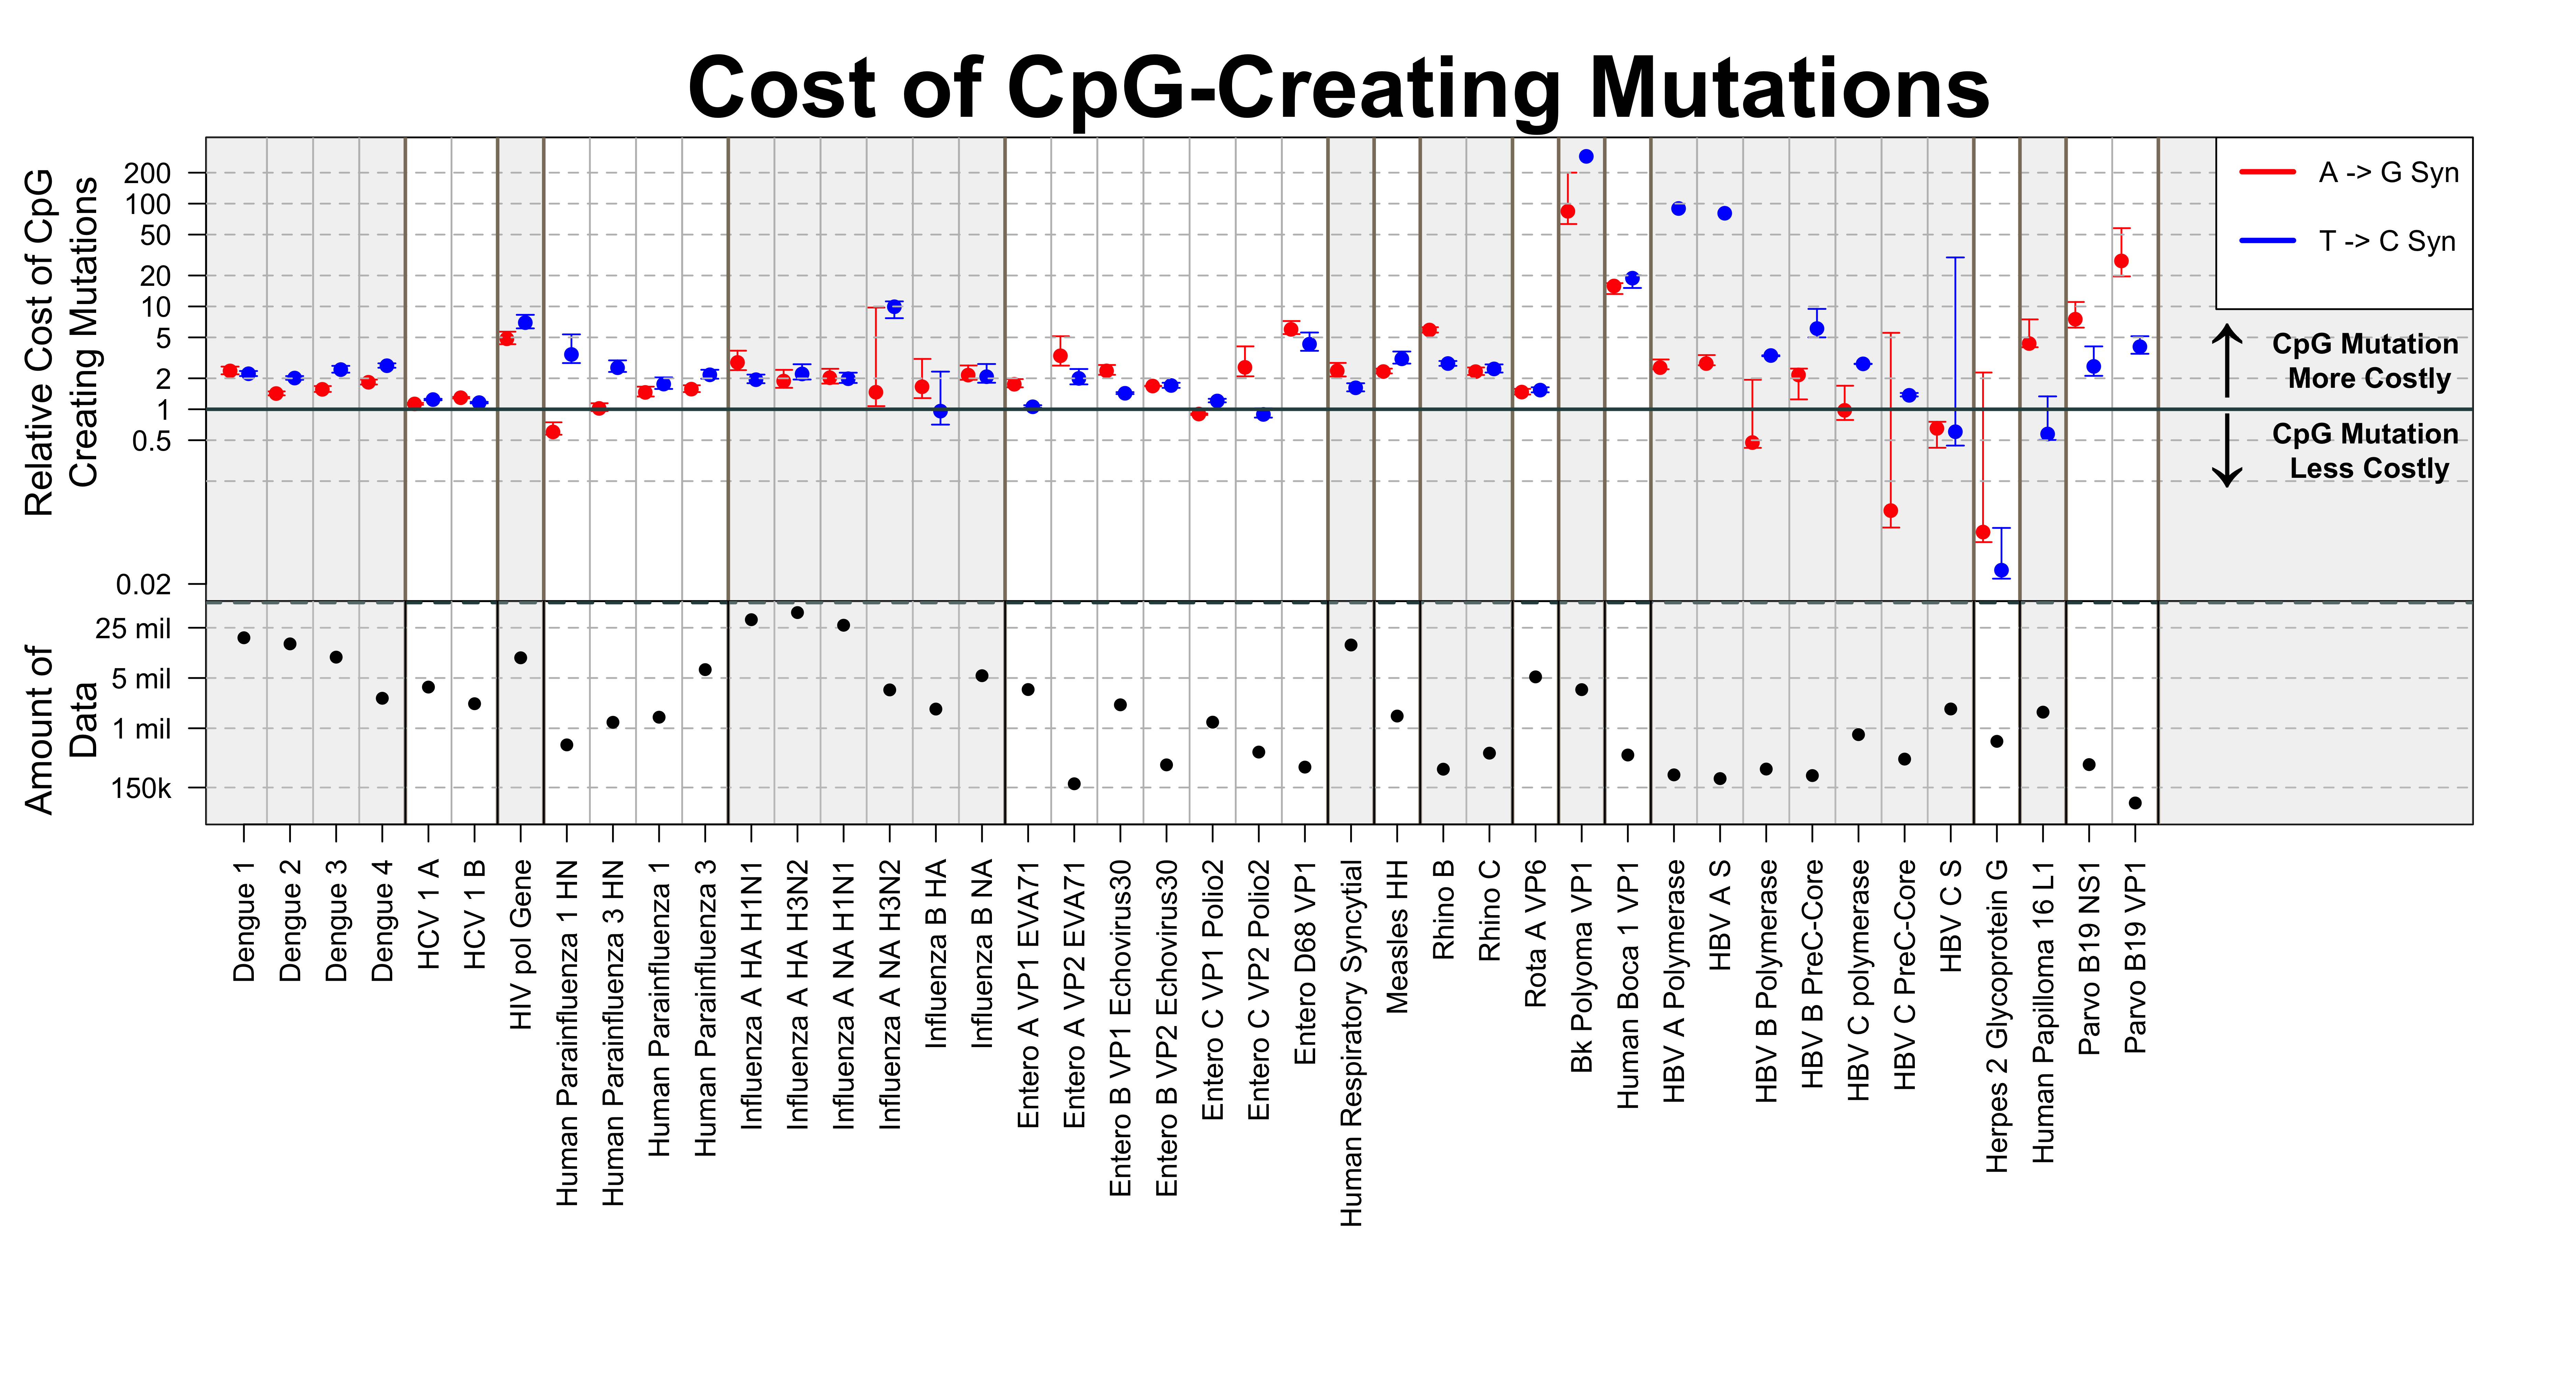 Cost of CpG-Creating Mutations
Relative Cost of CpG
Creating Mutations
200
100
50
20
10
5
2
1
0.5
0.02
A -> G Syn
T -> C Syn
CpG Mutation
More Costly
CpG Mutation
Less Costly
Amount of
Data
25 mil
5 mil
1 mil
150k
Dengue 1
Dengue 2
Dengue 3
Dengue 4
HCV 1 A
HCV 1 B
HIV pol Gene
Human Parainfluenza 1 HN
Human Parainfluenza 3 HN
Human Parainfluenza 1
Human Parainfluenza 3
Influenza A HA H1N1
Influenza A HA H3N2
Influenza A NA H1N1
Influenza A NA H3N2
Influenza B HA
Influenza B NA
Entero A VP1 EVA71
Entero A VP2 EVA71
Entero B VP1 Echovirus30
Entero B VP2 Echovirus30
Entero C VP1 Polio2
Entero C VP2 Polio2
Entero D68 VP1
Human Respiratory Syncytial
Measles HH
Rhino B
Rhino C
Rota A VP6
Bk Polyoma VP1
Human Boca 1 VP1
HBV A Polymerase
HBV A S
HBV B Polymerase
HBV B PreC-Core
HBV C polymerase
HBV C PreC-Core
HBV C S
Herpes 2 Glycoprotein G
Human Papilloma 16 L1
Parvo B19 NS1
Parvo B19 VP1